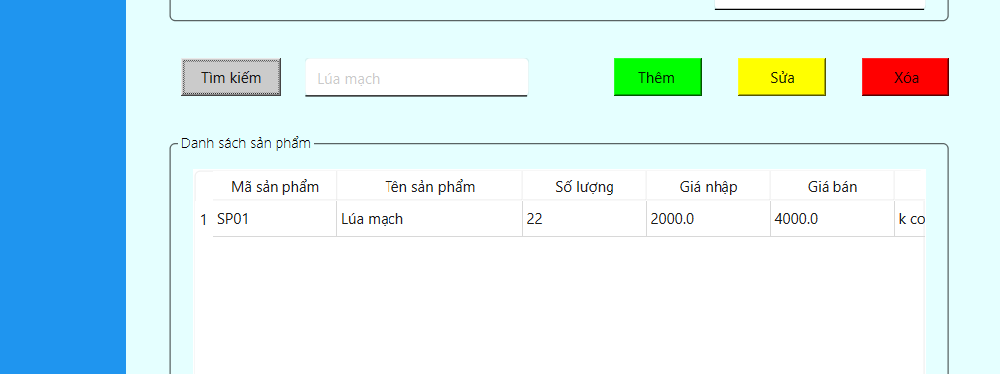 Tìm kiếm Lúa mạch Thêm Sửa Xóa
Danh sách sản phẩm
Mã sản phẩm Tên sản phẩm Số lượng Giá nhập Giá bán
1 SP01 Lúa mạch 22 2000.0 4000.0 k co